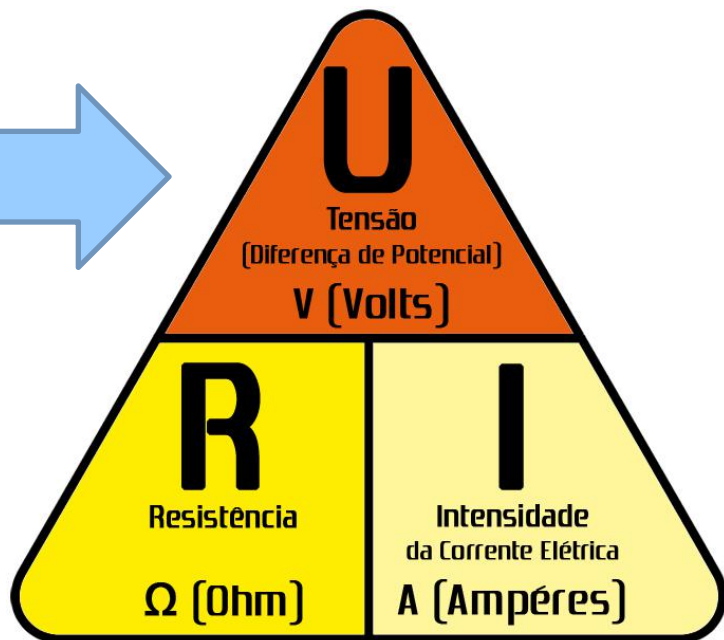 U
Tensão
(Diferença de Potencial)
V (Volts)
R
Resistência
Ω (Ohm)
I
Intensidade
da Corrente Elétrica
A (Ampéres)